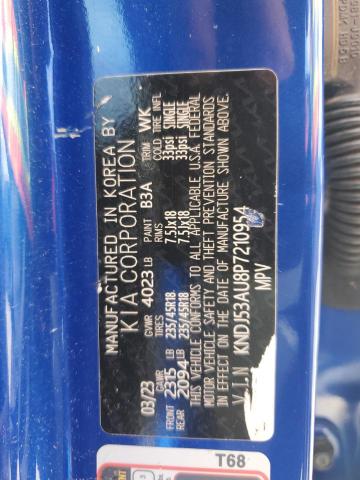 MANUFACTURED IN KOREA BY
KIA CORPORATION
03/23 GVWR 4023 LB PAINT B3A TRIM WK
GAWR TIRES COLD TIRE INFL
FRONT 2315 LB 235/45R18 7.5Jx18 33psi SINGLE
REAR 2094 LB 235/45R18 7.5Jx18 33psi SINGLE
THIS VEHICLE CONFORMS TO ALL APPLICABLE U.S.A. FEDERAL
MOTOR VEHICLE SAFETY AND THEFT PREVENTION STANDARDS
IN EFFECT ON THE DATE OF MANUFACTURE SHOWN ABOVE.
V.I.N KNDJ53AU8P7210954
MPV
T68